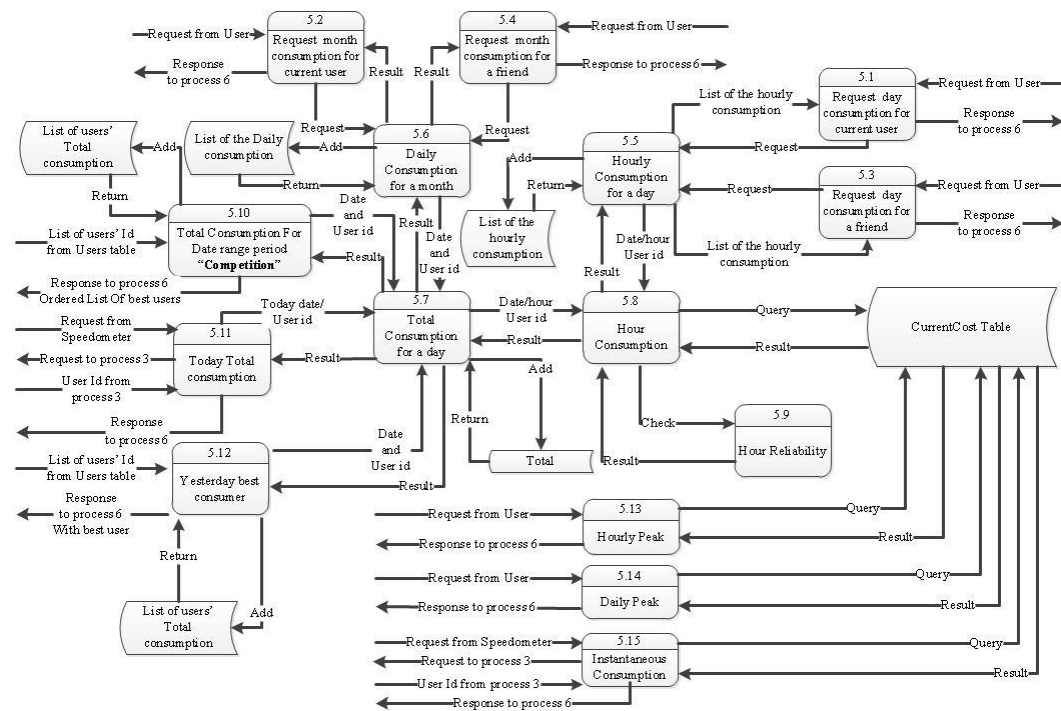 5.2
Request month
consumption for
current user
Request from User
Response
to process 6
Result
Request
5.4
Request month
consumption for
a friend
Request from User
Response to process 6
Result
Request
5.1
Request day
consumption for
current user
Request from User
Response
to process 6
List of the hourly
consumption
Request
List of users'
Total
consumption
Add
Return
List of the Daily
consumption
Add
Return
5.6
Daily
Consumption
for a month
5.5
Hourly
Consumption
for a day
Add
Return
List of the
hourly
consumption
5.3
Request day
consumption for
a friend
Request from User
Response
to process 6
Request
List of the hourly
consumption
5.10
Total Consumption For
Date range period
“Competition”
List of users' Id
from Users table
Response to process 6
Ordered List Of best users
Date
and
User id
Result
Result
Date
and
User id
Result
Date/hour
User id
5.7
Total
Consumption
for a day
Date/hour
User id
Result
5.8
Hour
Consumption
Query
Result
CurrentCost Table
5.11
Today Total
consumption
Request from
Speedometer
Request to process 3
User Id from
process 3
Response
to process 6
Today date/
User id
Result
Add
Return
Total
Check
Result
5.9
Hour Reliability
5.12
Yesterday best
consumer
List of users' Id
from Users table
Response
to process 6
With best user
Date
and
User id
Result
Return
Add
List of users'
Total
consumption
5.13
Hourly Peak
Request from User
Response to process 6
Query
Result
5.14
Daily Peak
Request from User
Response to process 6
Query
Result
5.15
Instantaneous
Consumption
Request from Speedometer
Request to process 3
User Id from process 3
Response to process 6
Query
Result